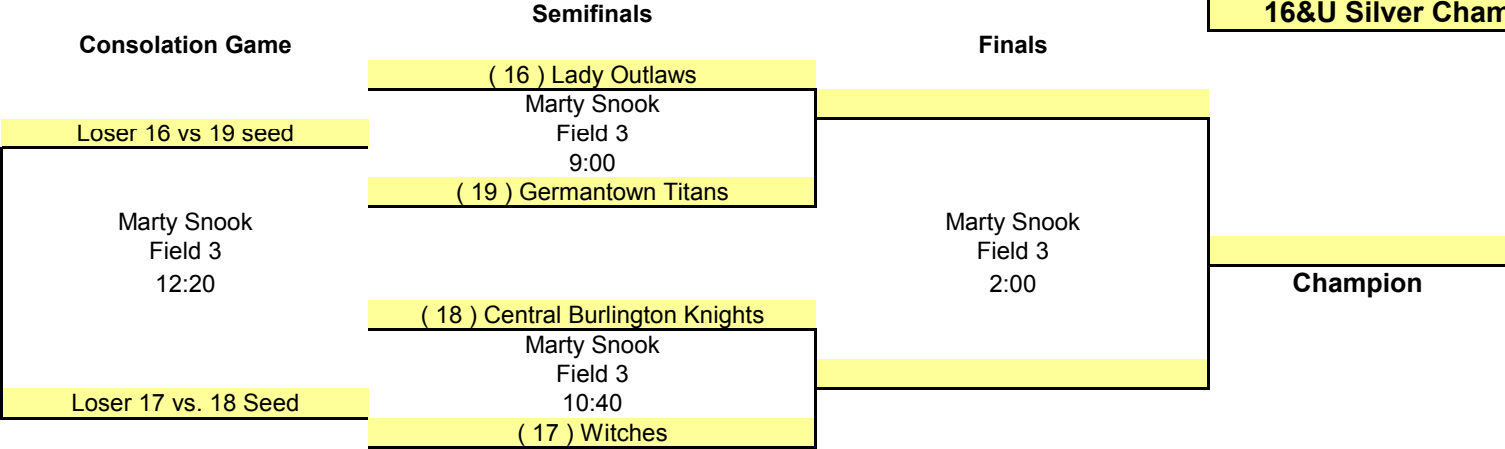 Semifinals
16&U Silver
Consolation Game
Finals
( 16 ) Lady Outlaws
Marty Snook
Field 3
9:00
( 19 ) Germantown Titans
Loser 16 vs 19 seed
Marty Snook
Field 3
12:20
Loser 17 vs. 18 Seed
( 18 ) Central Burlington Knights
Marty Snook
Field 3
10:40
( 17 ) Witches
Marty Snook
Field 3
2:00
Champion